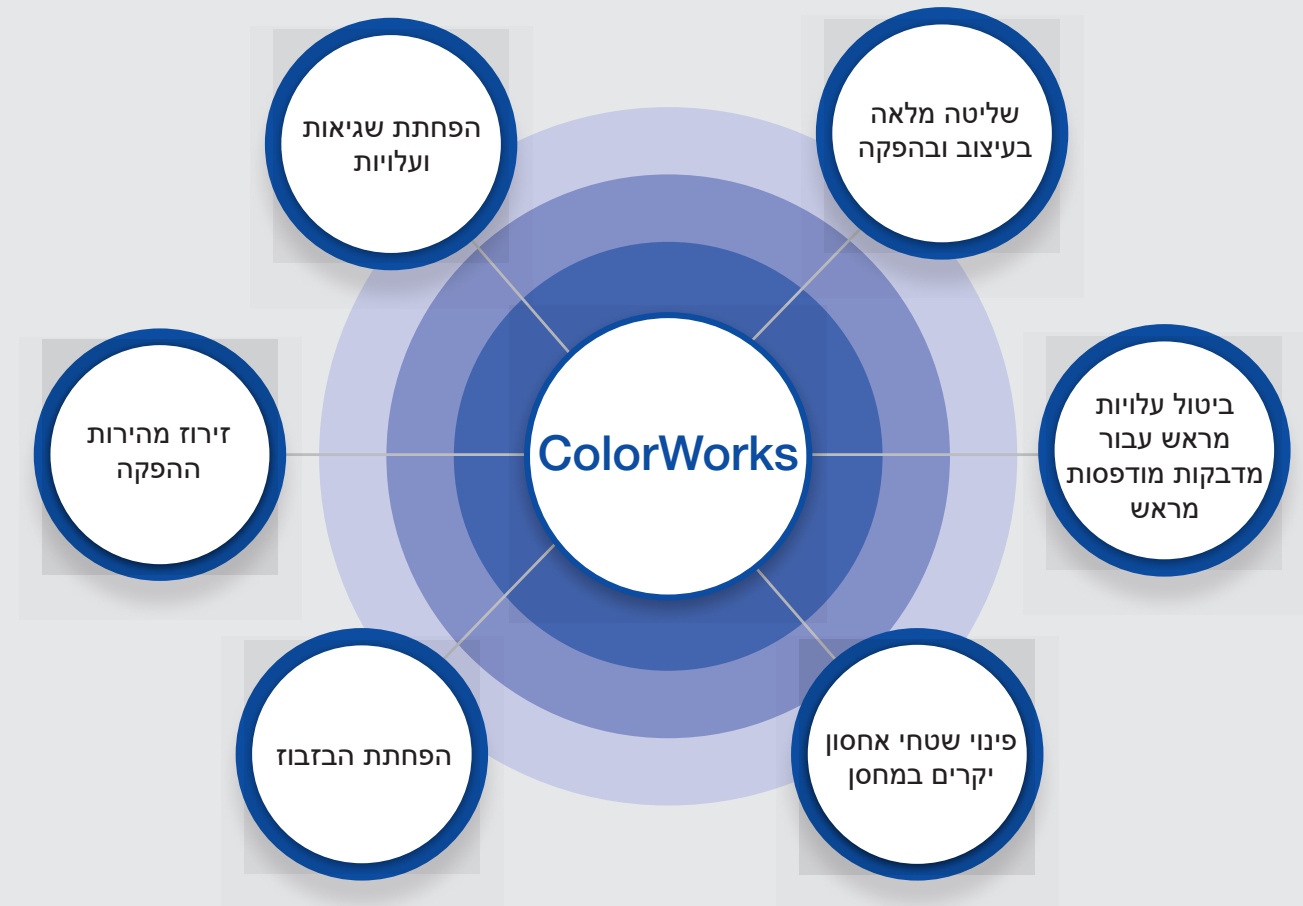 שליטה מלאה
בעיצוב ובהפקה
הפחתת שגיאות
ועלויות
ביטול עלויות
מראש עבור
מדבקות מודפסות
מראש
ColorWorks
זירוז מהירות
ההפקה
פינוי שטחי אחסון
יקרים במחסן
הפחתת הבזבוז